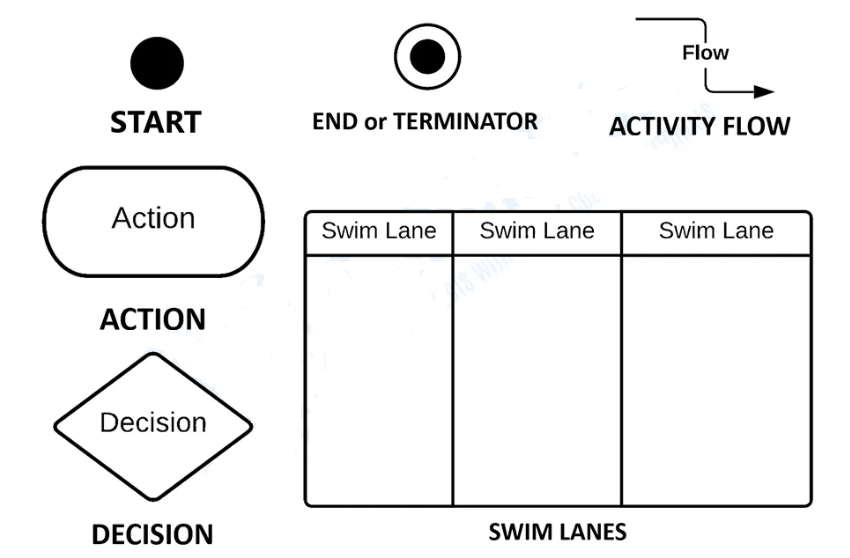 Flow
START
END or TERMINATOR
ACTIVITY FLOW
Action
ACTION
Swim Lane
Swim Lane
Swim Lane
Decision
DECISION
SWIM LANES